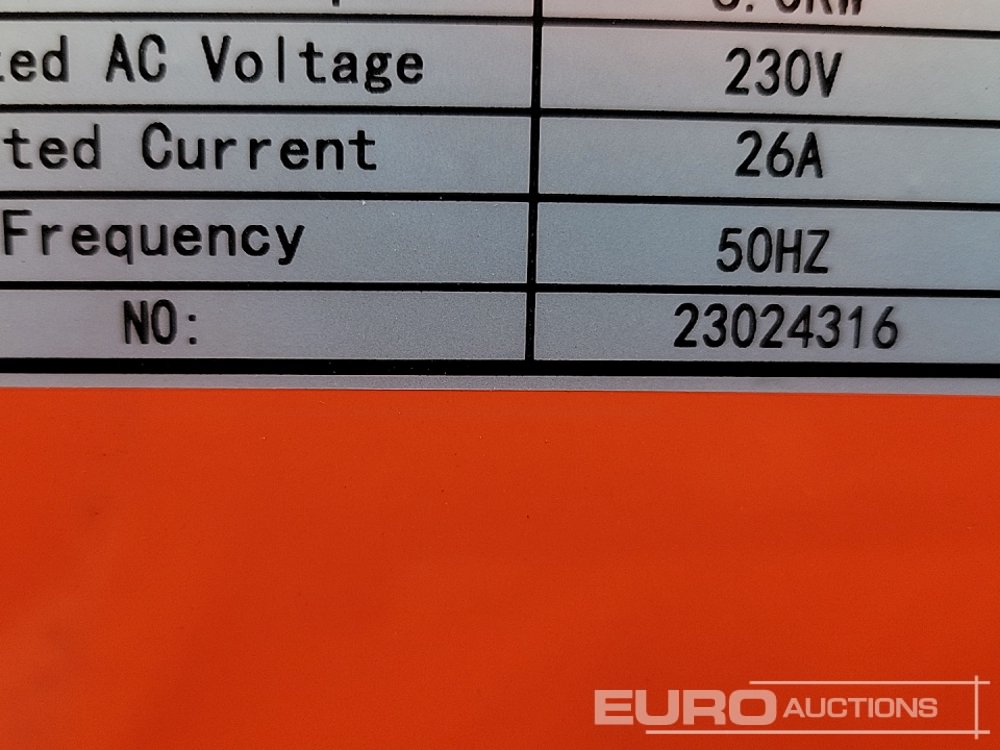 ted AC Voltage 230V
ted Current 26A
Frequency 50HZ
NO: 23024316
EURO AUCTIONS